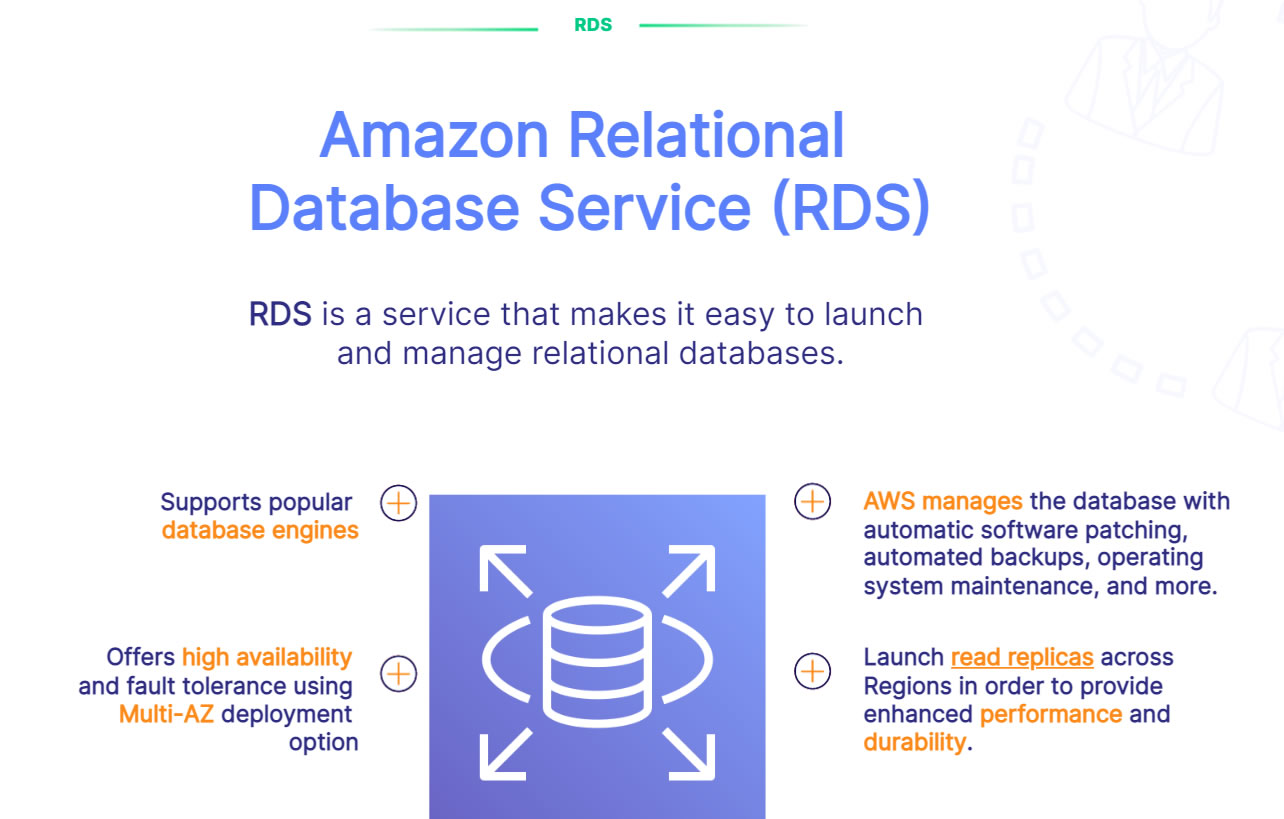 RDS
Amazon Relational
Database Service (RDS)
RDS is a service that makes it easy to launch
and manage relational databases.
Supports popular
database engines
Offers high availability
and fault tolerance using
Multi-AZ deployment
option
AWS manages the database with
automatic software patching,
automated backups, operating
system maintenance, and more.
Launch read replicas across
Regions in order to provide
enhanced performance and
durability.